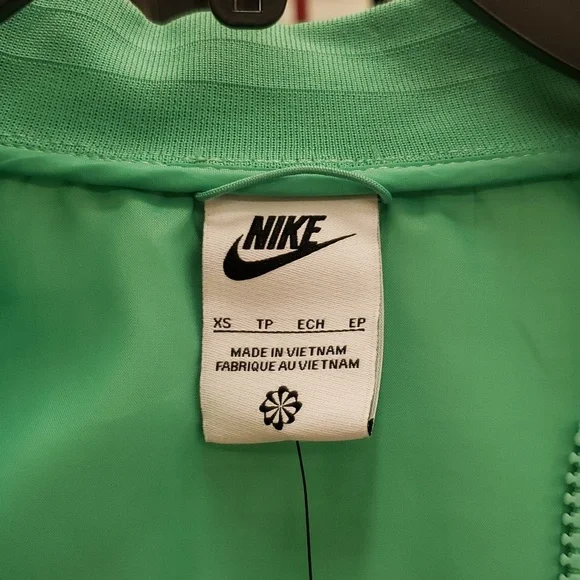 NIKE
XS TP ECH EP
MADE IN VIETNAM
FABRIQUE AU VIETNAM